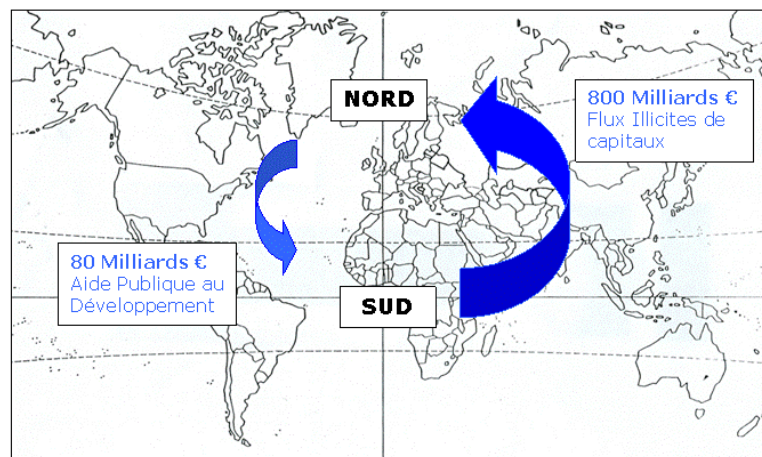 NORD
800 Milliards €
Flux Illicites de
capitaux
80 Milliards €
Aide Publique au
Développement
SUD